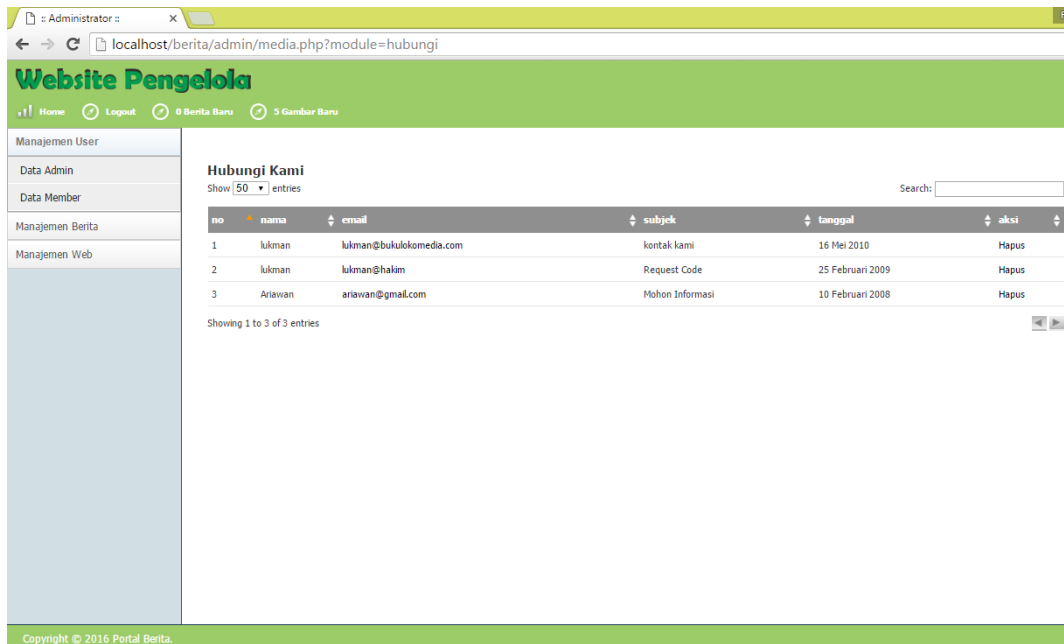 :: Administrator ::
localhost/berita/admin/media.php?module=hubungi
Website Pengelola
Home Logout 0 Berita Baru 5 Gambar Baru
Manajemen User
Data Admin
Data Member
Manajemen Berita
Manajemen Web
Hubungi Kami
Show 50 entries Search:
no nama email subjek tanggal aksi
1 lukman lukman@bukulokomedia.com kontak kami 16 Mei 2010 Hapus
2 lukman lukman@hakim Request Code 25 Februari 2009 Hapus
3 Ariawan ariawan@gmail.com Mohon Informasi 10 Februari 2008 Hapus
Showing 1 to 3 of 3 entries
Copyright © 2016 Portal Berita.